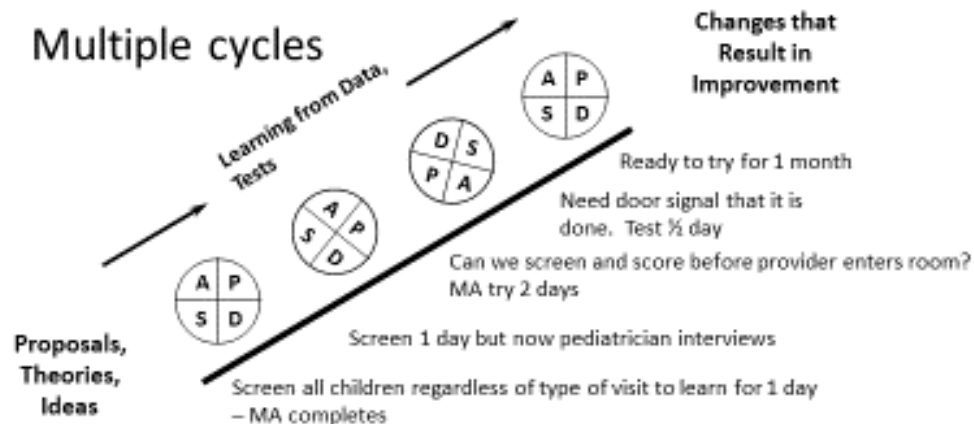 Multiple cycles
Changes that
Result in
Improvement
Learning from Data,
Tests
A P
S D
D S
P A
A P
S D
A P
S D
Ready to try for 1 month
Need door signal that it is
done. Test ½ day
Can we screen and score before provider enters room?
MA try 2 days
Screen 1 day but now pediatrician interviews
Screen all children regardless of type of visit to learn for 1 day
– MA completes
Proposals,
Theories,
Ideas